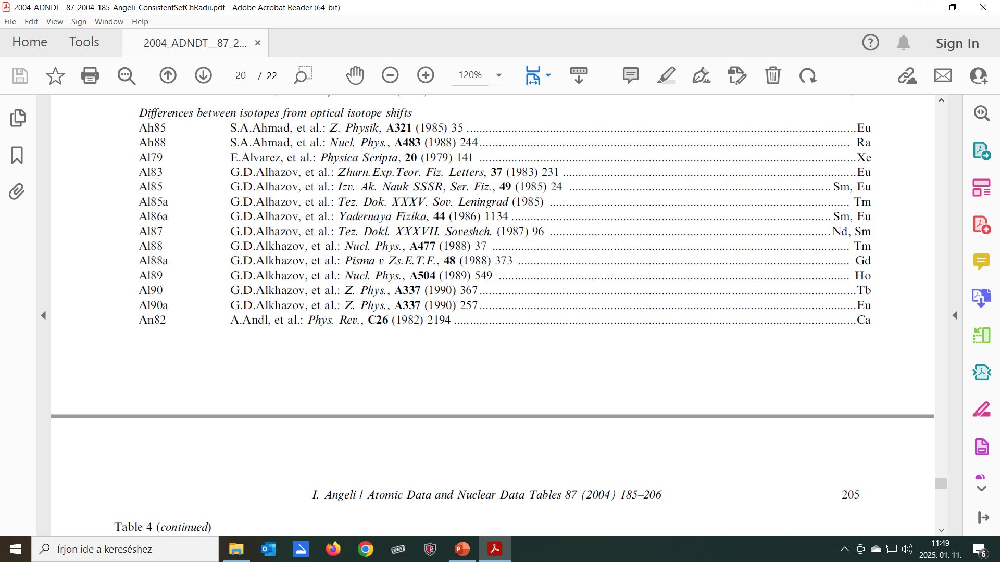 2004_ADNDT__87_2004_185_Angeli_ConsistentSetChRadii.pdf - Adobe Acrobat Reader (64-bit)
File Edit View Sign Window Help
Home Tools 2004_ADNDT__87_2... Sign In
20 / 22 120%
Differences between isotopes from optical isotope shifts
Ah85 S.A.Ahmad, et al.: Z. Physik, A321 (1985) 35 Eu
Ah88 S.A.Ahmad, et al.: Nucl. Phys., A483 (1988) 244 Ra
Al79 E.Alvarez, et al.: Physica Scripta, 20 (1979) 141 Xe
Al83 G.D.Alhazov, et al.: Zhurn.Exp.Teor. Fiz. Letters, 37 (1983) 231 Eu
Al85 G.D.Alhazov, et al.: Izv. Ak. Nauk SSSR, Ser. Fiz., 49 (1985) 24 Sm, Eu
Al85a G.D.Alhazov, et al.: Tez. Dok. XXXV. Sov. Leningrad (1985) Tm
Al86a G.D.Alhazov, et al.: Yadernaya Fizika, 44 (1986) 1134 Sm, Eu
Al87 G.D.Alhazov, et al.: Tez. Dokl. XXXVII. Soveshch. (1987) 96 Nd, Sm
Al88 G.D.Alkhazov, et al.: Nucl. Phys., A477 (1988) 37 Tm
Al88a G.D.Alkhazov, et al.: Pisma v Zs.E.T.F., 48 (1988) 373 Gd
Al89 G.D.Alkhazov, et al.: Nucl. Phys., A504 (1989) 549 Ho
Al90 G.D.Alkhazov, et al.: Z. Phys., A337 (1990) 367 Tb
Al90a G.D.Alkhazov, et al.: Z. Phys., A337 (1990) 257 Eu
An82 A.Andl, et al.: Phys. Rev., C26 (1982) 2194 Ca
I. Angeli / Atomic Data and Nuclear Data Tables 87 (2004) 185–206 205
Table 4 (continued)
Írjon ide a kereséshez
11:49
2025. 01. 11.
6